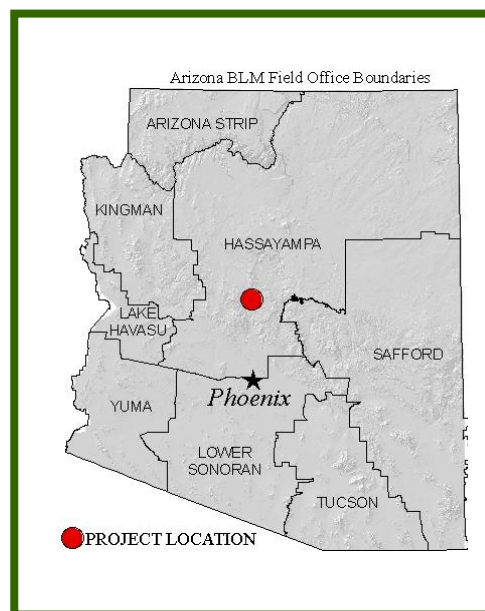 Arizona BLM Field Office Boundaries
ARIZONA STRIP
KINGMAN
HASSAYAMPA
LAKE
HAVASU
SAFFORD
YUMA
Phoenix
LOWER
SONORAN
TUCSON
PROJECT LOCATION